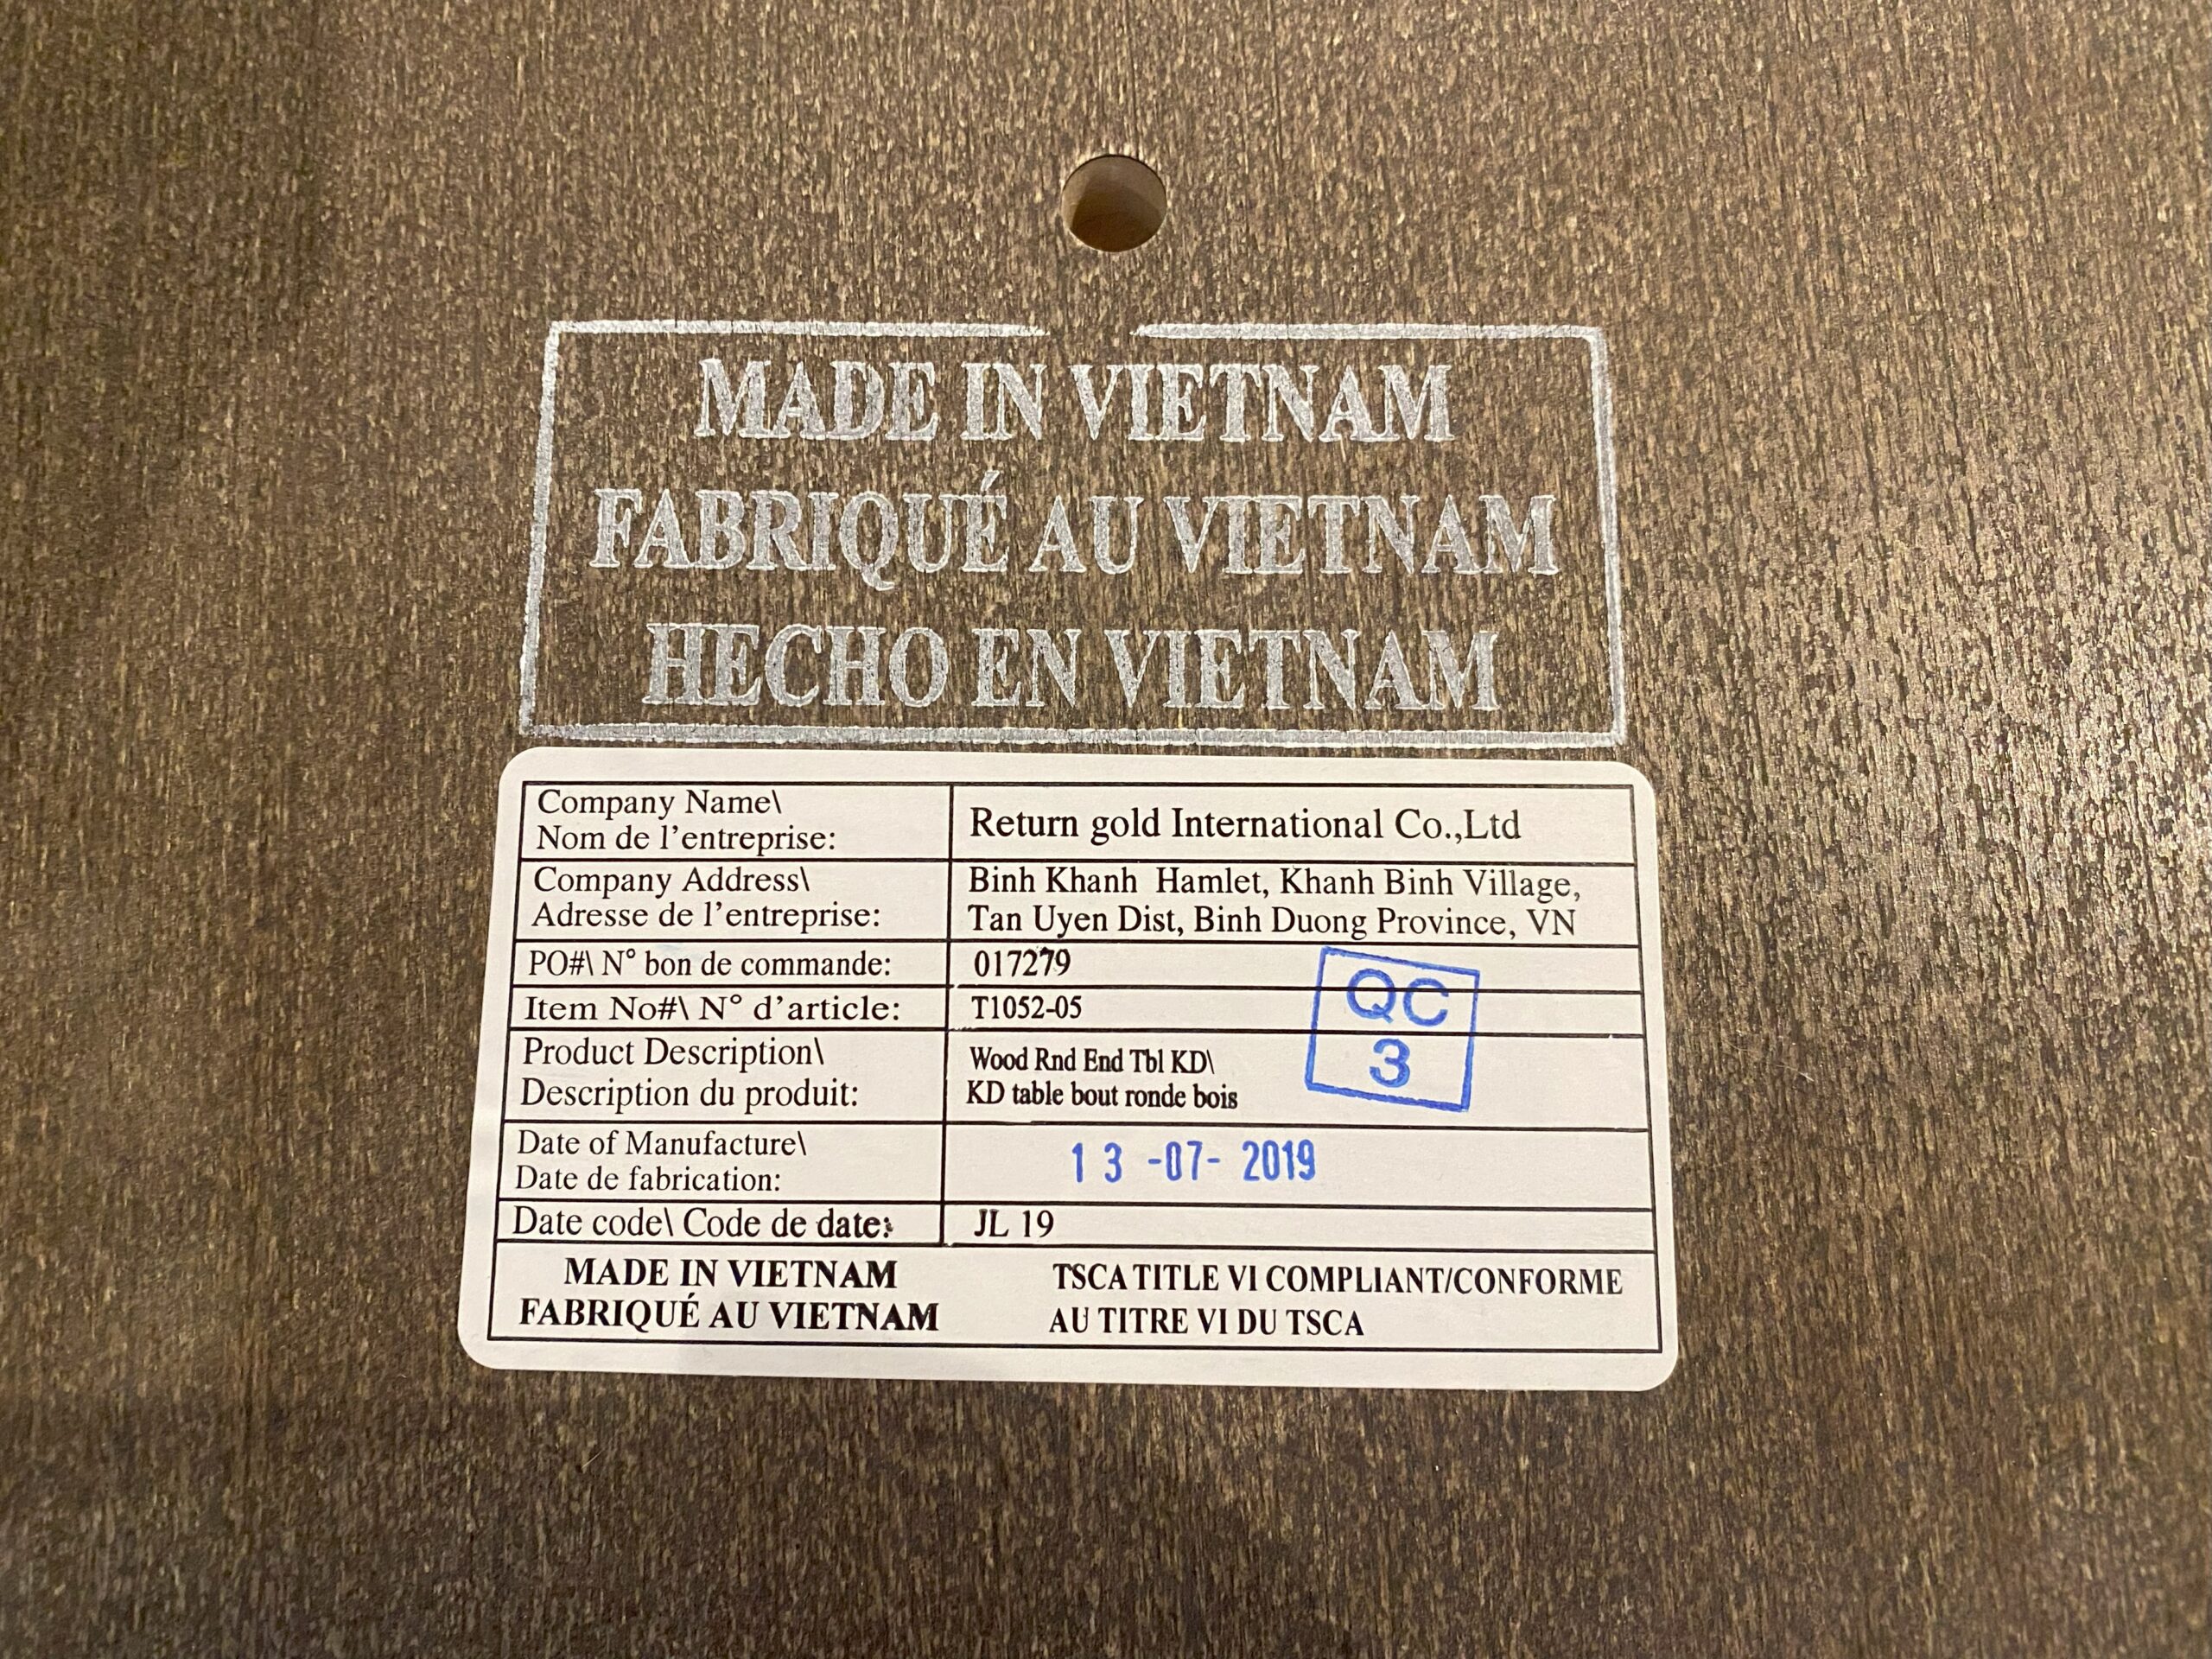 MADE IN VIETNAM
FABRIQUÉ AU VIETNAM
HECHO EN VIETNAM
Company Name\
Nom de l'entreprise:
Return gold International Co.,Ltd
Company Address\
Adresse de l'entreprise:
Binh Khanh Hamlet, Khanh Binh Village,
Tan Uyen Dist, Binh Duong Province, VN
PO#\ N° bon de commande:
017279
Item No#\ N° d'article:
T1052-05
QC
3
Product Description\
Description du produit:
Wood Rnd End Tbl KD\
KD table bout ronde bois
Date of Manufacture\
Date de fabrication:
13 -07- 2019
Date code\ Code de date:
JL 19
MADE IN VIETNAM
FABRIQUÉ AU VIETNAM
TSCA TITLE VI COMPLIANT/CONFORME
AU TITRE VI DU TSCA